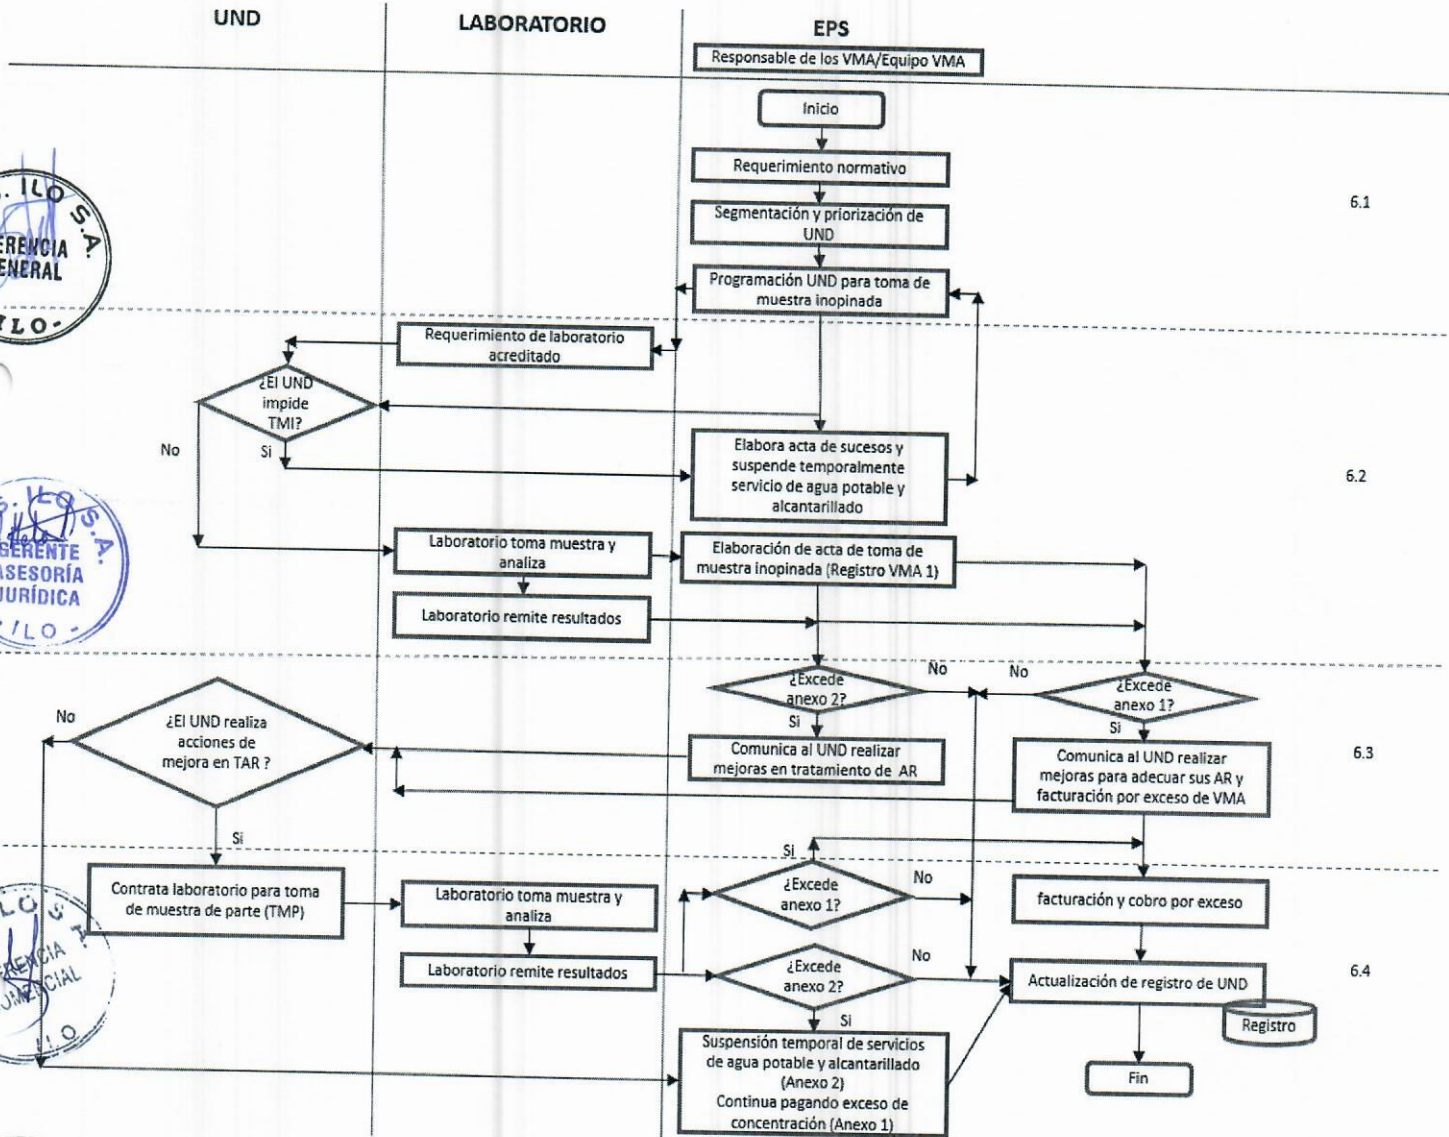 UND
LABORATORIO
EPS
Responsable de los VMA/Equipo VMA
Inicio
Requerimiento normativo
Segmentación y priorización de
UND
Programación UND para toma de
muestra inopinada
6.1
Requerimiento de laboratorio
acreditado
¿El UND
impide
TMI?
No
Si
Elabora acta de sucesos y
suspende temporalmente
servicio de agua potable y
alcantarillado
6.2
Laboratorio toma muestra y
analiza
Elaboración de acta de toma de
muestra inopinada (Registro VMA 1)
Laboratorio remite resultados
¿Excede
anexo 2?
No
Si
No
¿Excede
anexo 1?
Si
No
¿El UND realiza
acciones de
mejora en TAR ?
Si
Comunica al UND realizar
mejoras en tratamiento de AR
Comunica al UND realizar
mejoras para adecuar sus AR y
facturación por exceso de VMA
6.3
Contrata laboratorio para toma
de muestra de parte (TMP)
Laboratorio toma muestra y
analiza
Laboratorio remite resultados
Si
¿Excede
anexo 1?
No
¿Excede
anexo 2?
No
Si
facturación y cobro por exceso
Actualización de registro de UND
Registro
6.4
Suspensión temporal de servicios
de agua potable y alcantarillado
(Anexo 2)
Continua pagando exceso de
concentración (Anexo 1)
Fin
ILO S.A.
ILO
ILO S.A.
GERENTE
ASESORÍA
JURÍDICA
ILO
ILO